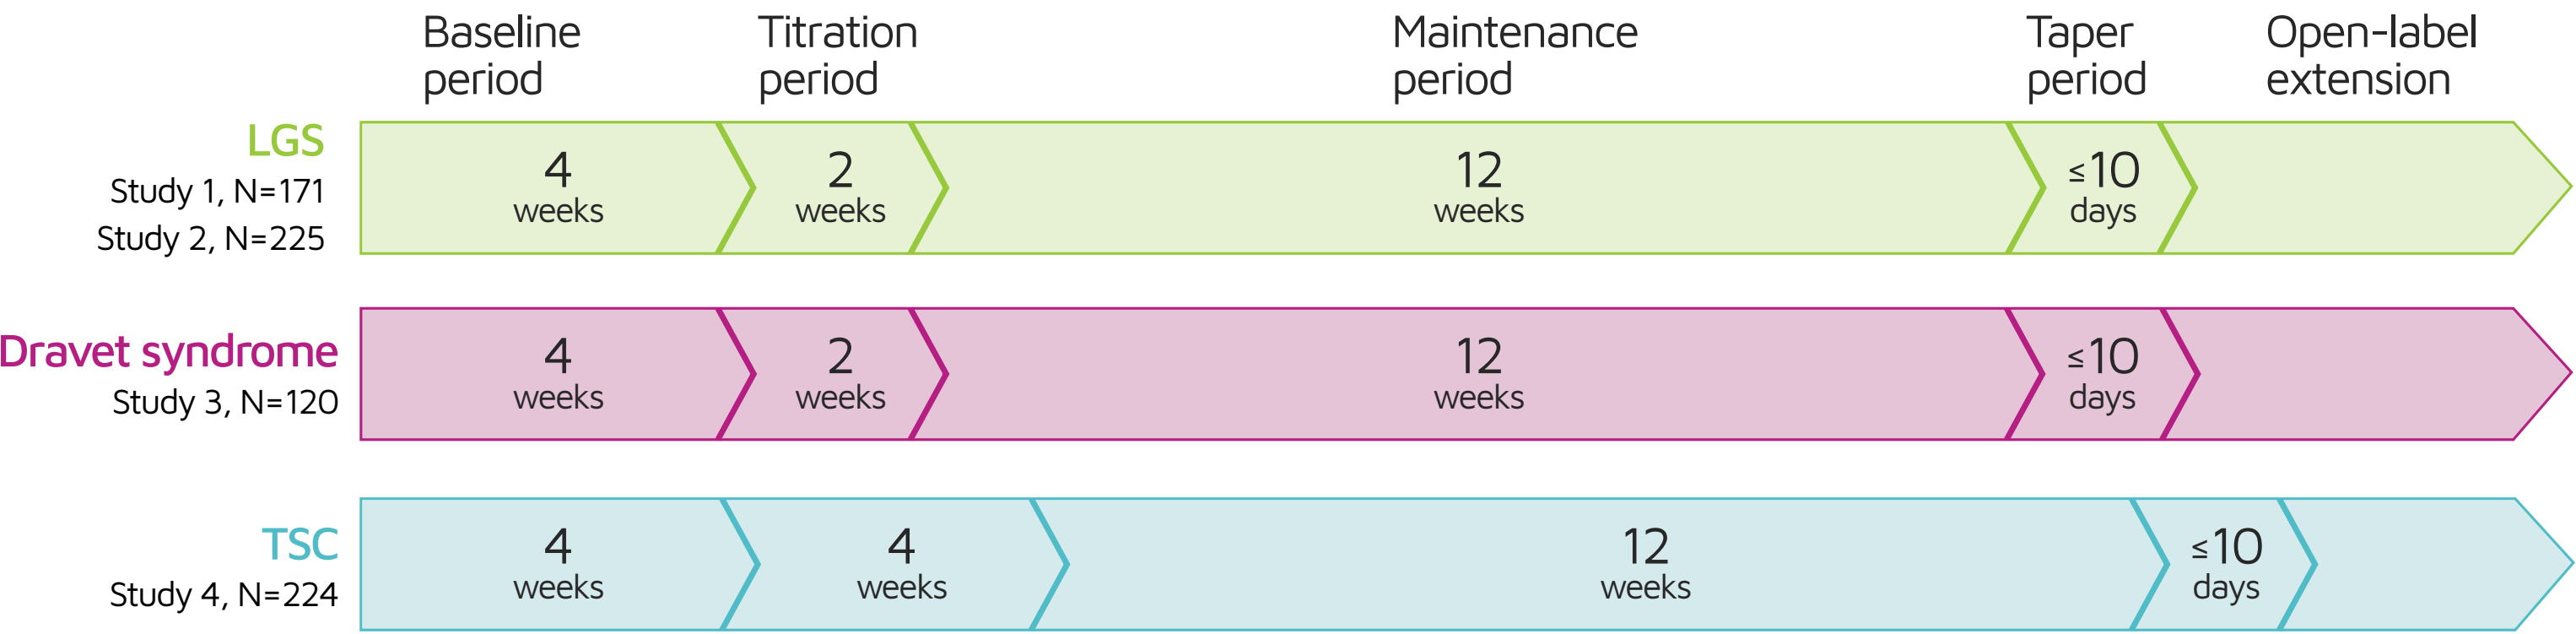 Baseline
period
Titration
period
Maintenance
period
Taper
period
Open-label
extension
LGS
Study 1, N=171
Study 2, N=225
4
weeks
2
weeks
12
weeks
≤10
days
Dravet syndrome
Study 3, N=120
4
weeks
2
weeks
12
weeks
≤10
days
TSC
Study 4, N=224
4
weeks
4
weeks
12
weeks
≤10
days